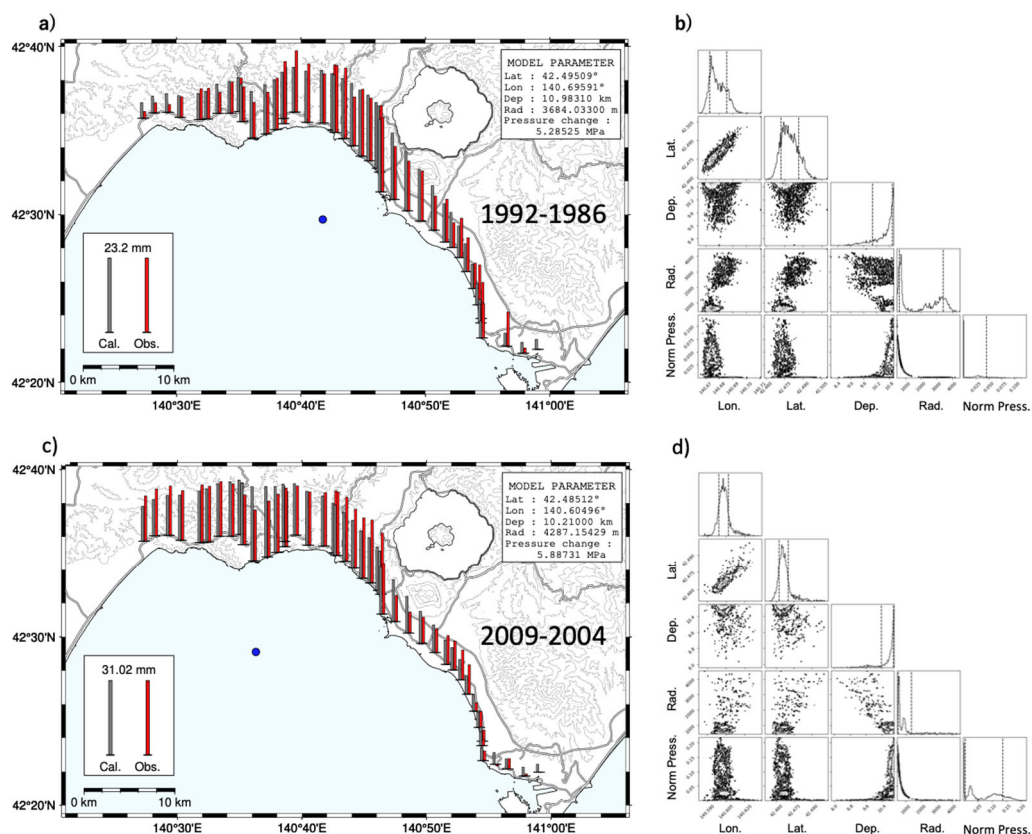 a)
42°40'N
42°30'N
42°20'N
MODEL PARAMETER
Lat : 42.49509°
Lon : 140.69591°
Dep : 10.98310 km
Rad : 3684.03300 m
Pressure change :
5.28525 MPa
1992-1986
23.2 mm
Cal. Obs.
0 km 10 km
140°30'E 140°40'E 140°50'E 141°00'E
b)
Lat.
Dep.
Rad.
Norm Press.
Lon. Lat. Dep. Rad. Norm Press.
c)
42°40'N
42°30'N
42°20'N
MODEL PARAMETER
Lat : 42.48512°
Lon : 140.60496°
Dep : 10.21000 km
Rad : 4287.15429 m
Pressure change :
5.88731 MPa
2009-2004
31.02 mm
Cal. Obs.
0 km 10 km
140°30'E 140°40'E 140°50'E 141°00'E
d)
Lat.
Dep.
Rad.
Norm Press.
Lon. Lat. Dep. Rad. Norm Press.